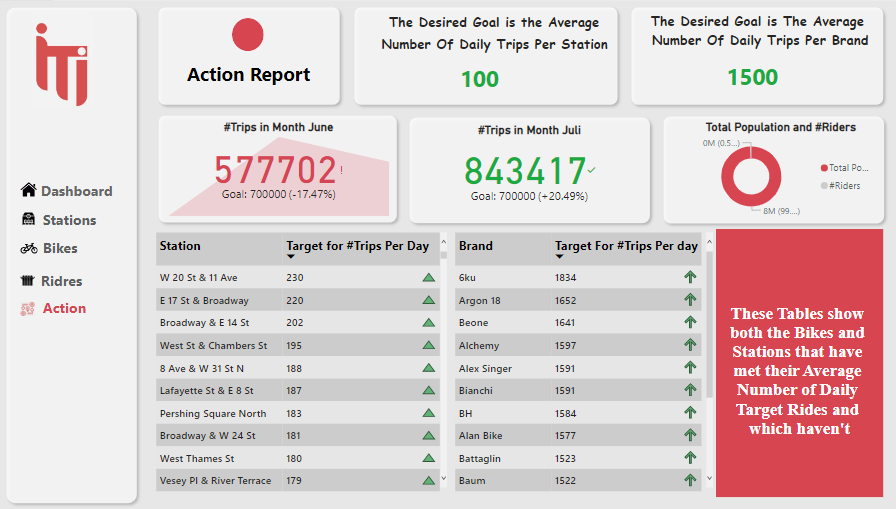 iTi
Dashboard
Stations
Bikes
Ridres
Action
Action Report
The Desired Goal is the Average
Number Of Daily Trips Per Station
100
The Desired Goal is The Average
Number Of Daily Trips Per Brand
1500
#Trips in Month June
577702!
Goal: 700000 (-17.47%)
#Trips in Month Juli
843417✓
Goal: 700000 (+20.49%)
Total Population and #Riders
0M (0.5...)
8M (99....)
Total Po...
#Riders
Station Target for #Trips Per Day
W 20 St & 11 Ave 230
E 17 St & Broadway 220
Broadway & E 14 St 202
West St & Chambers St 195
8 Ave & W 31 St N 188
Lafayette St & E 8 St 187
Pershing Square North 183
Broadway & W 24 St 181
West Thames St 180
Vesey Pl & River Terrace 179
Brand Target For #Trips Per day
6ku 1834
Argon 18 1652
Beone 1641
Alchemy 1597
Alex Singer 1591
Bianchi 1591
BH 1584
Alan Bike 1577
Battaglin 1523
Baum 1522
These Tables show
both the Bikes and
Stations that have
met their Average
Number of Daily
Target Rides and
which haven't